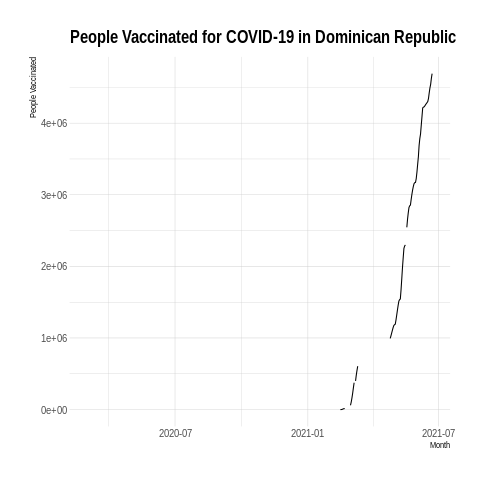 People Vaccinated for COVID-19 in Dominican Republic
People Vaccinated
4e+06
3e+06
2e+06
1e+06
0e+00
2020-07
2021-01
2021-07
Month